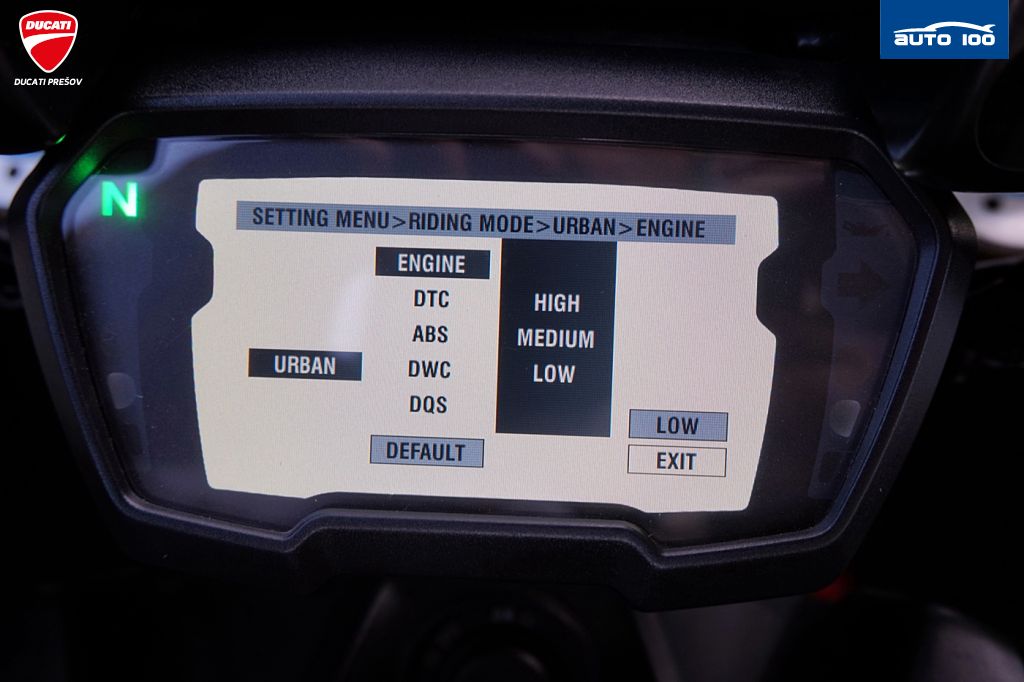 DUCATI
DUCATI PREŠOV
AUTO 100
N
SETTING MENU>RIDING MODE>URBAN>ENGINE
ENGINE
DTC
ABS
DWC
DQS
DEFAULT
URBAN
HIGH
MEDIUM
LOW
LOW
EXIT